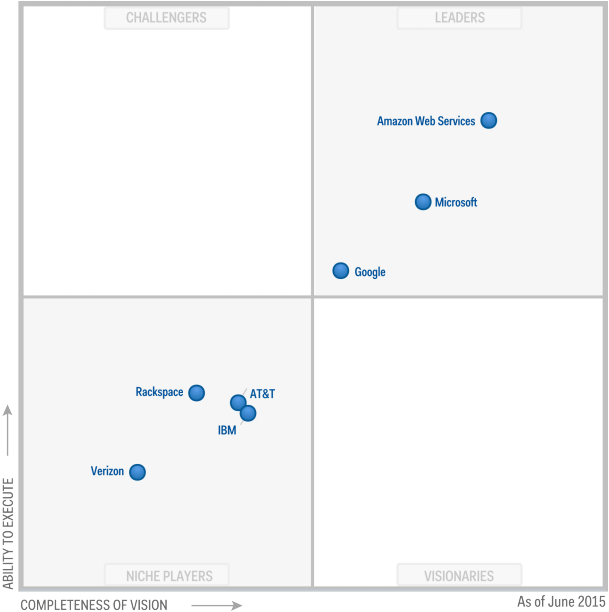 CHALLENGERS
LEADERS
Amazon Web Services
Microsoft
Google
Rackspace
AT&T
IBM
Verizon
NICHE PLAYERS
VISIONARIES
ABILITY TO EXECUTE
COMPLETENESS OF VISION
As of June 2015